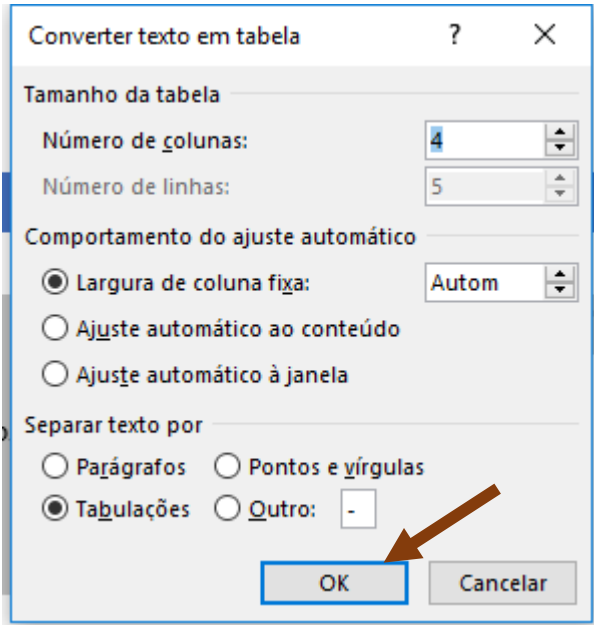 Converter texto em tabela ?
Tamanho da tabela
Número de colunas: 4
Número de linhas: 5
Comportamento do ajuste automático
Largura de coluna fixa: Autom
Ajuste automático ao conteúdo
Ajuste automático à janela
Separar texto por
Parágrafos Pontos e vírgulas
Tabulações Outro: -
OK Cancelar